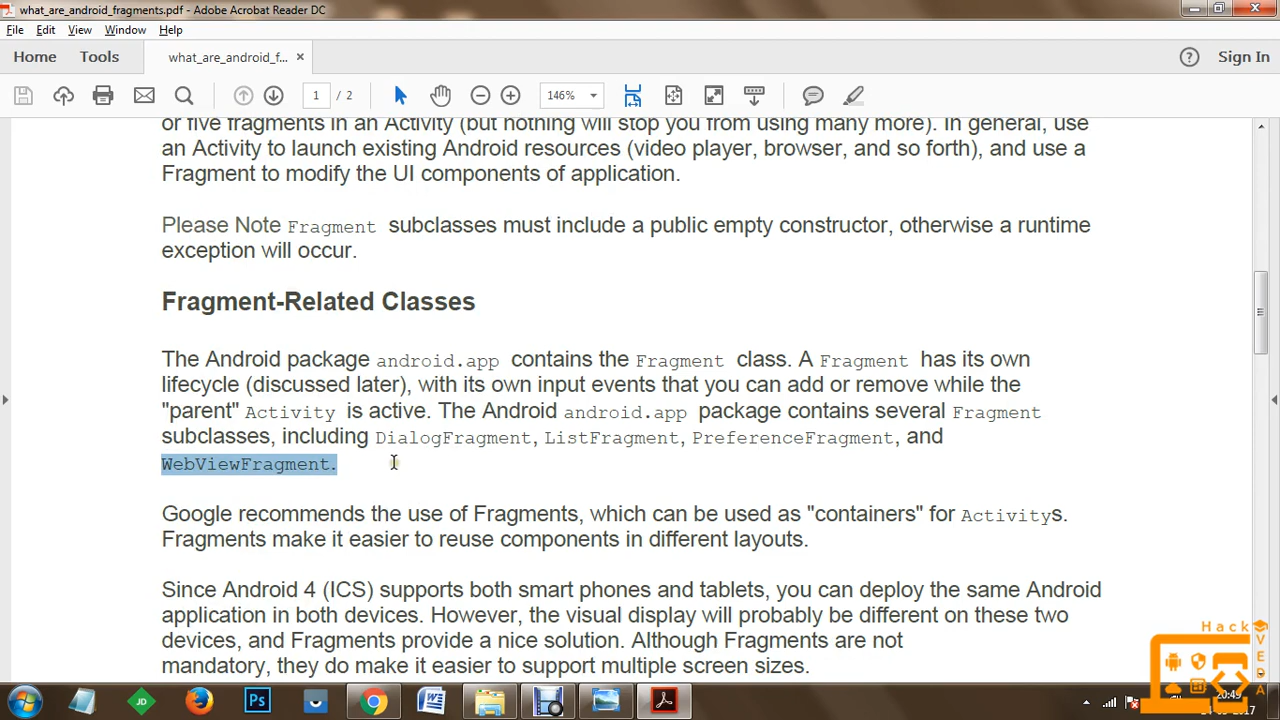 what_are_android_fragments.pdf - Adobe Acrobat Reader DC
File Edit View Window Help
Home Tools what_are_android_f... × Sign In
1 / 2 146%
or five fragments in an Activity (but nothing will stop you from using many more). In general, use
an Activity to launch existing Android resources (video player, browser, and so forth), and use a
Fragment to modify the UI components of application.
Please Note Fragment subclasses must include a public empty constructor, otherwise a runtime
exception will occur.
Fragment-Related Classes
The Android package android.app contains the Fragment class. A Fragment has its own
lifecycle (discussed later), with its own input events that you can add or remove while the
"parent" Activity is active. The Android android.app package contains several Fragment
subclasses, including DialogFragment, ListFragment, PreferenceFragment, and
WebViewFragment.
Google recommends the use of Fragments, which can be used as "containers" for Activitys.
Fragments make it easier to reuse components in different layouts.
Since Android 4 (ICS) supports both smart phones and tablets, you can deploy the same Android
application in both devices. However, the visual display will probably be different on these two
devices, and Fragments provide a nice solution. Although Fragments are not
mandatory, they do make it easier to support multiple screen sizes.
Hack
VEDA
JD Ps
20:49